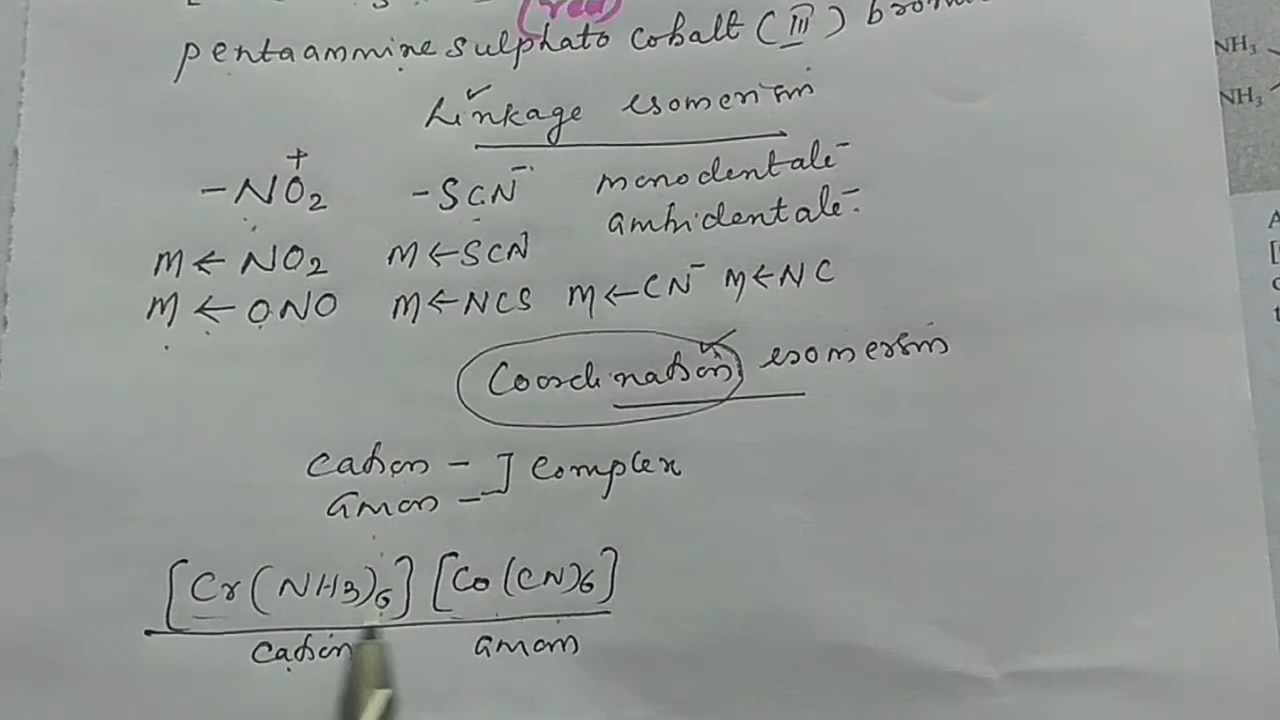 (red)
pentaammine sulphato cobalt (III)
Linkage isomerism
-NO2+ -SCN- monodentate
ambidentate
M←NO2 M←SCN
M←ONO M←NCS M←CN- M←NC
Coordination isomerism
cation - ] complex
anion -
[Cr(NH3)6] [Co(CN)6]
cation anion
NH3
NH3